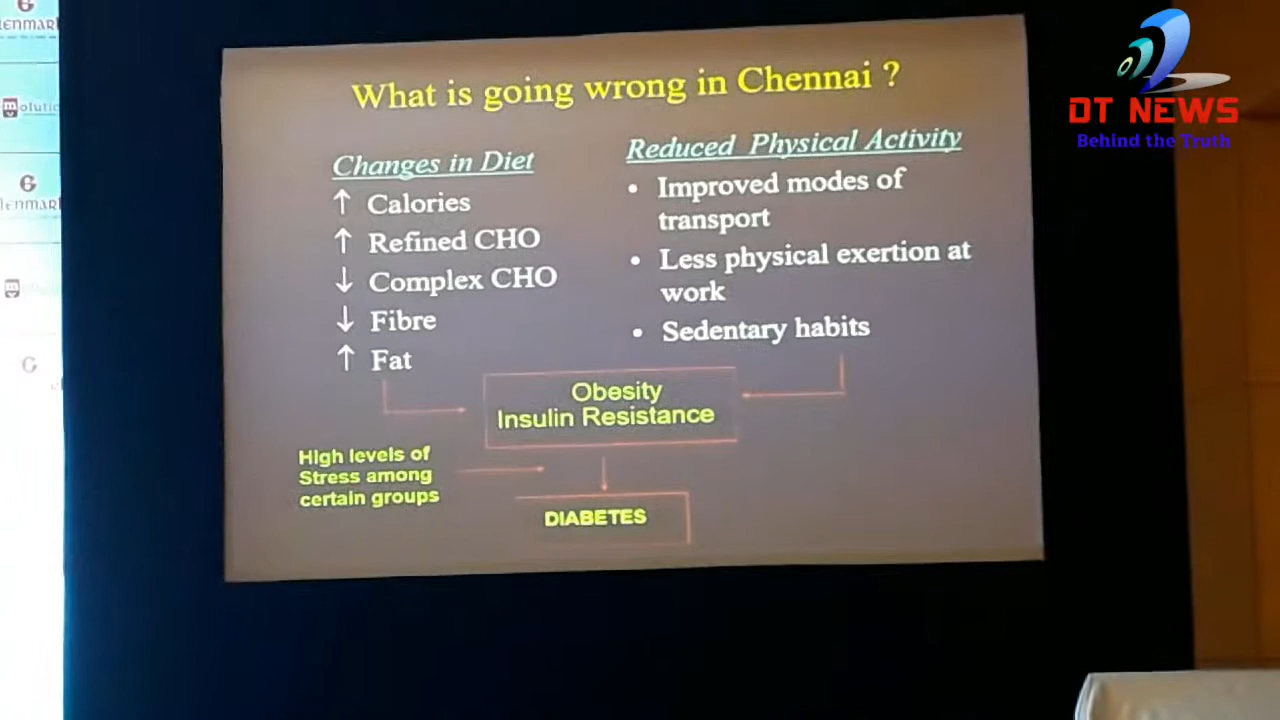 What is going wrong in Chennai ?
Changes in Diet
↑ Calories
↑ Refined CHO
↓ Complex CHO
↓ Fibre
↑ Fat
Reduced Physical Activity
• Improved modes of
transport
• Less physical exertion at
work
• Sedentary habits
Obesity
Insulin Resistance
High levels of
Stress among
certain groups
DIABETES
DT NEWS
Behind the Truth